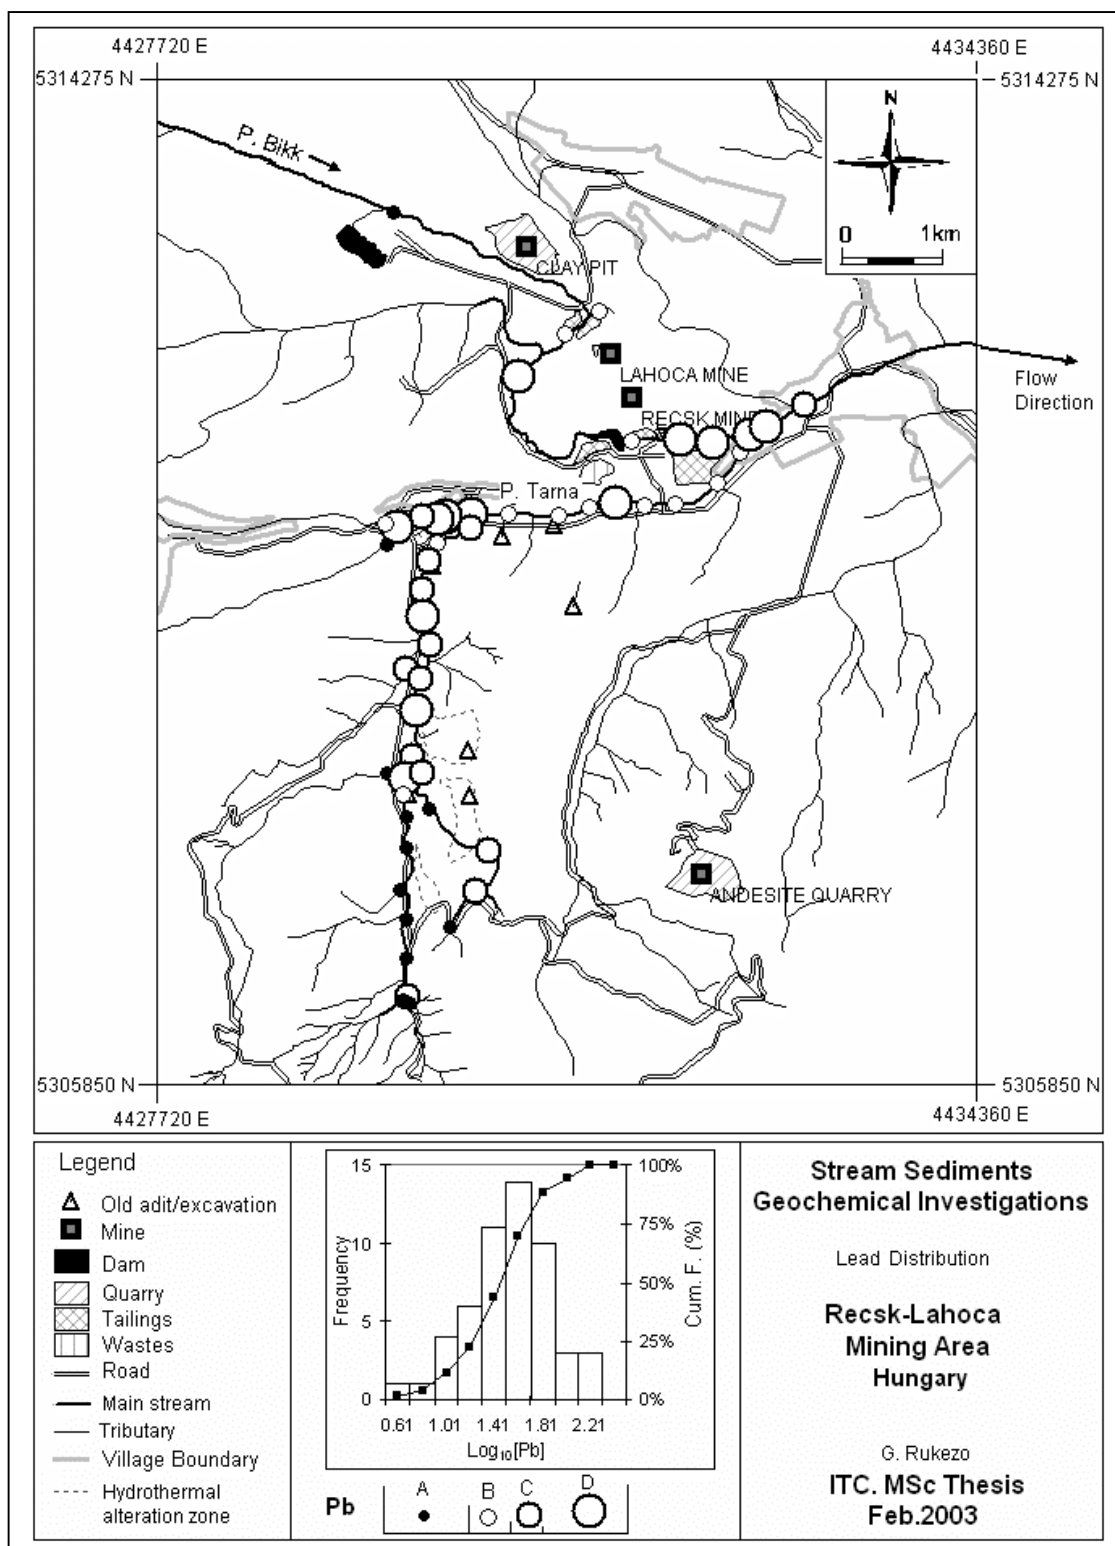 4427720 E
4434360 E
5314275 N
5314275 N
N
P. Bikk
0 1km
CLAY PIT
LAHOCA MINE
Flow
Direction
RECSK MINE
P. Tarna
ANDESITE QUARRY
5305850 N
5305850 N
4427720 E
4434360 E
Legend
Old adit/excavation
Mine
Dam
Quarry
Tailings
Wastes
Road
Main stream
Tributary
Village Boundary
Hydrothermal
alteration zone
15
10
5
0
Frequency
100%
75%
50%
25%
0%
Cum. F. (%)
0.61 1.01 1.41 1.81 2.21
Log10[Pb]
Pb
A B C D
Stream Sediments
Geochemical Investigations
Lead Distribution
Recsk-Lahoca
Mining Area
Hungary
G. Rukezo
ITC. MSc Thesis
Feb.2003